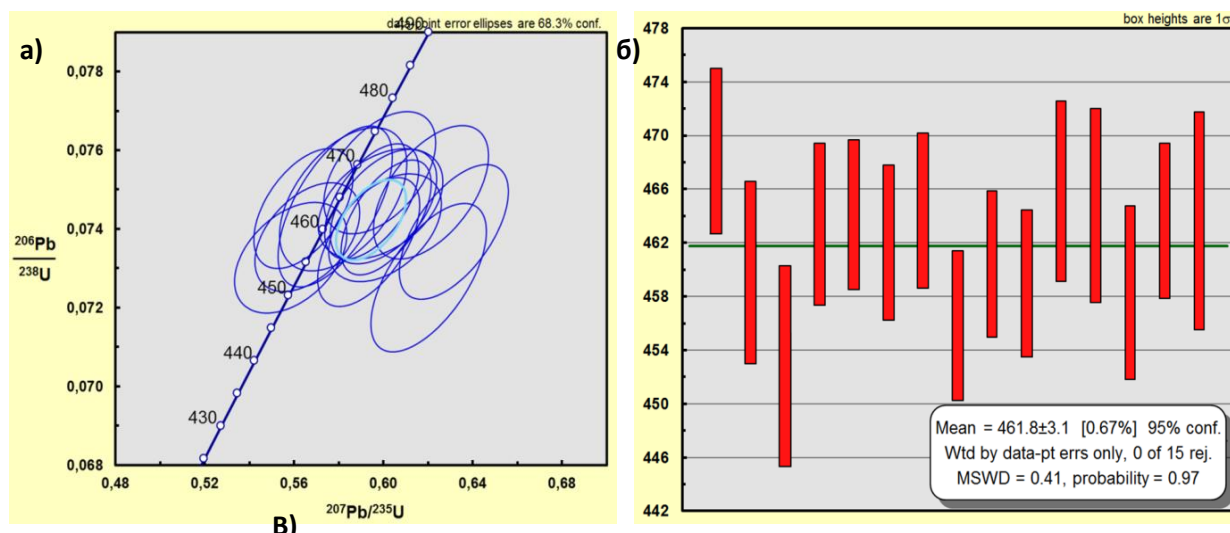 а)
data-point error ellipses are 68.3% conf.
0,078
0,076
0,074
0,072
0,070
0,068
206Pb
238U
490
480
470
460
450
440
430
0,48
0,52
0,56
0,60
0,64
0,68
207Pb/235U
В)
б)
box heights are 1σ
478
474
470
466
462
458
454
450
446
442
Mean = 461.8±3.1 [0.67%] 95% conf.
Wtd by data-pt errs only, 0 of 15 rej.
MSWD = 0.41, probability = 0.97